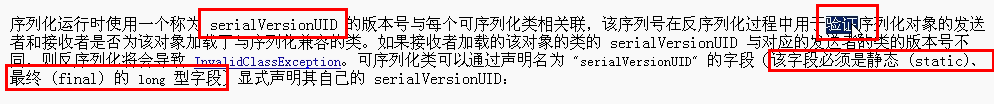 序列化运行时使用一个称为 serialVersionUID 的版本号与每个可序列化类相关联，该序列号在反序列化过程中用于验证序列化对象的发送
者和接收者是否为该对象加载了与序列化兼容的类。如果接收者加载的该对象的类的 serialVersionUID 与对应的发送者的类的版本号不
同，则反序列化将会导致 InvalidClassException。可序列化类可以通过声明名为 "serialVersionUID" 的字段（该字段必须是静态 (static)、
最终 (final) 的 long 型字段）显式声明其自己的 serialVersionUID：